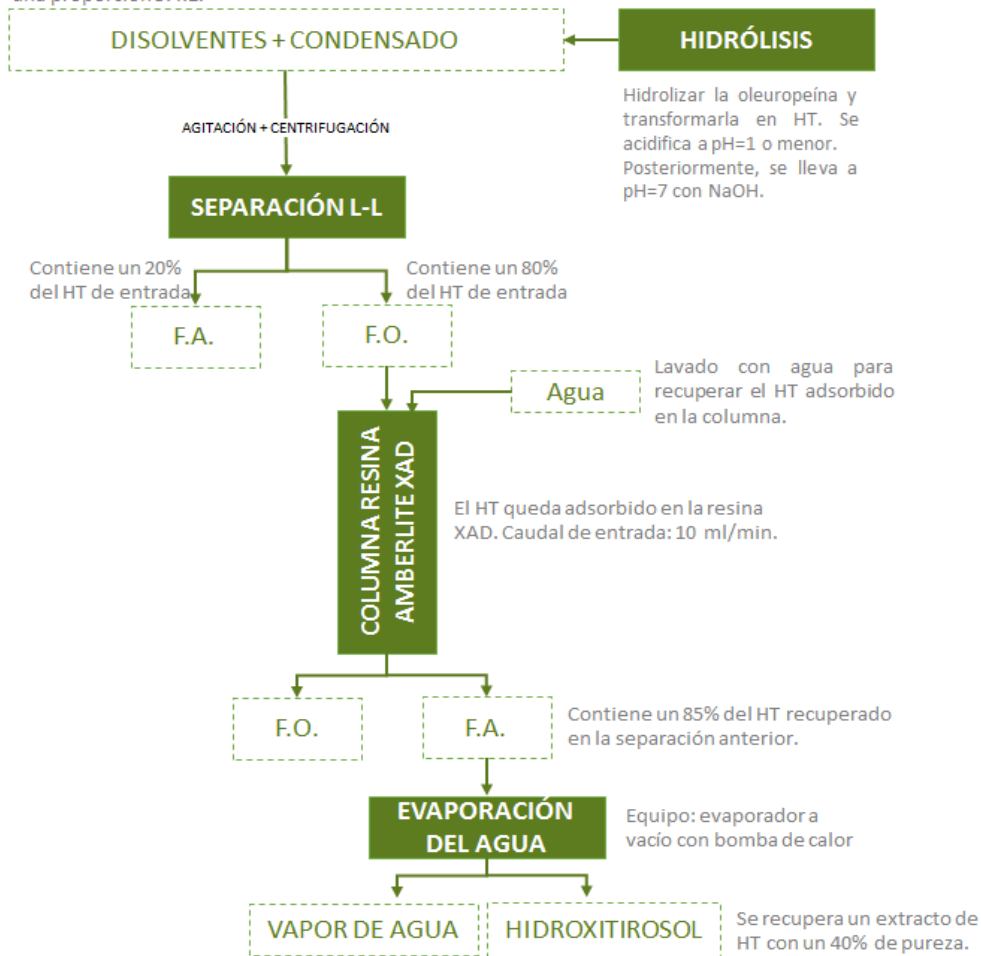 DISOLVENTES + CONDENSADO
HIDRÓLISIS
Hidrolizar la oleuropeína y
transformarla en HT. Se
acidifica a pH=1 o menor.
Posteriormente, se lleva a
pH=7 con NaOH.
AGITACIÓN + CENTRIFUGACIÓN
SEPARACIÓN L-L
Contiene un 20%
del HT de entrada
Contiene un 80%
del HT de entrada
F.A.
F.O.
Agua
Lavado con agua para
recuperar el HT adsorbido
en la columna.
COLUMNA RESINA
AMBERLITE XAD
El HT queda adsorbido en la resina
XAD. Caudal de entrada: 10 ml/min.
F.O.
F.A.
Contiene un 85% del HT recuperado
en la separación anterior.
EVAPORACIÓN
DEL AGUA
Equipo: evaporador a
vacío con bomba de calor
VAPOR DE AGUA
HIDROXITIROSOL
Se recupera un extracto de
HT con un 40% de pureza.